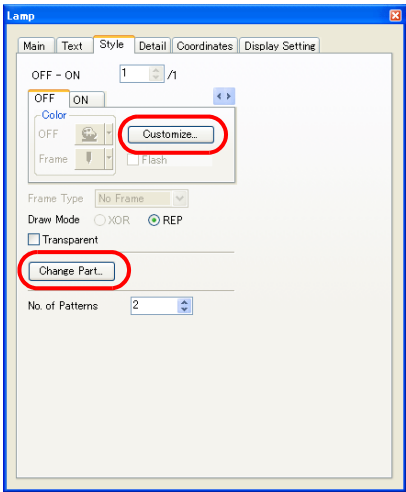 Lamp
Main Text Style Detail Coordinates Display Setting
OFF - ON 1 /1
OFF ON
Color
OFF Customize...
Frame Flash
Frame Type No Frame
Draw Mode XOR REP
Transparent
Change Part...
No. of Patterns 2